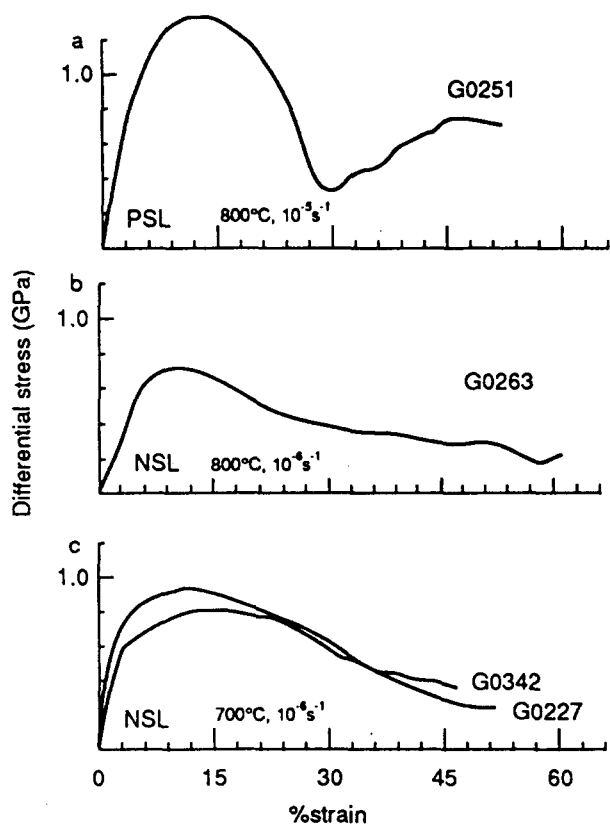 a
1.0
G0251
PSL 800°C, 10⁻⁵s⁻¹
b
1.0
G0263
NSL 800°C, 10⁻⁶s⁻¹
Differential stress (GPa)
c
1.0
G0342
G0227
NSL 700°C, 10⁻⁶s⁻¹
0 15 30 45 60
%strain